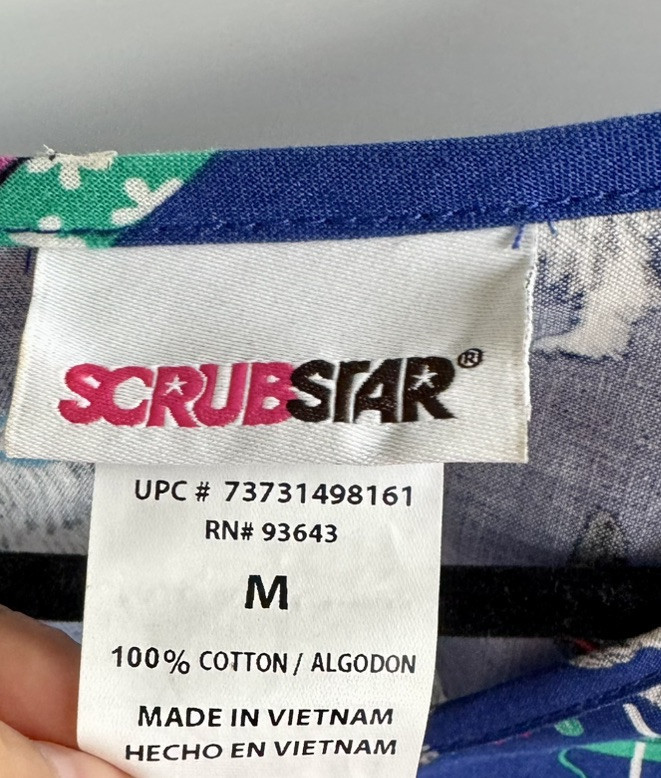 SCRUBSTAR®
UPC # 73731498161
RN# 93643
M
100% COTTON / ALGODON
MADE IN VIETNAM
HECHO EN VIETNAM